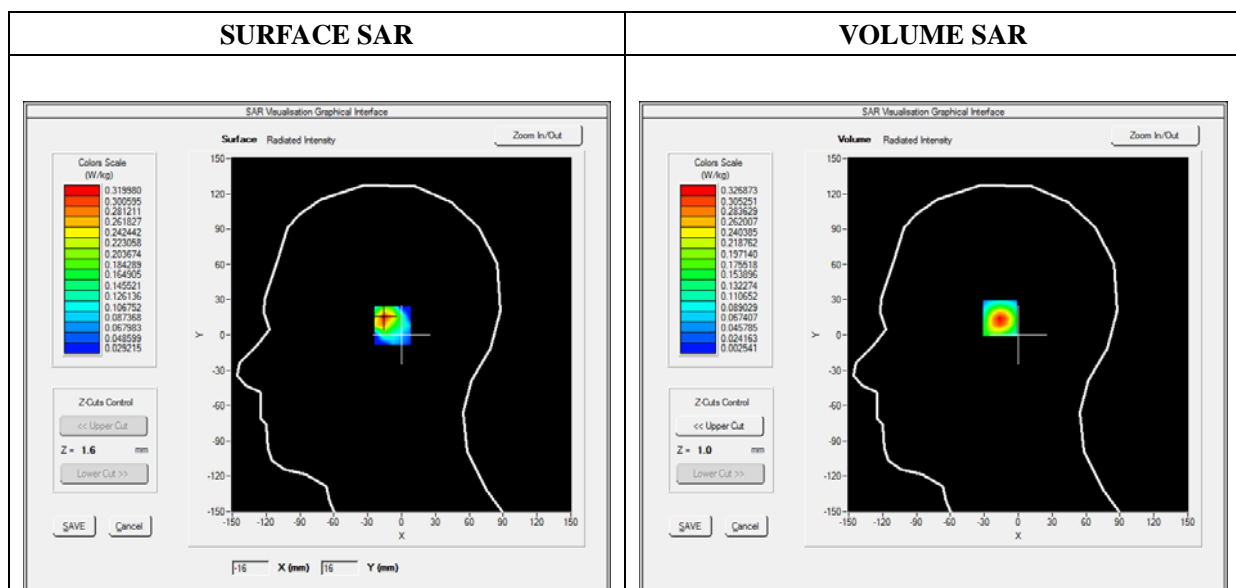 SURFACE SAR
VOLUME SAR
SAR Visualisation Graphical Interface
Surface Radiated Intensity
Zoom In/Out
Colors Scale
(W/kg)
0.319980
0.300595
0.281211
0.261827
0.242442
0.223058
0.203674
0.184289
0.164905
0.145521
0.126136
0.106752
0.087368
0.067983
0.048599
0.029215
Z-Cuts Control
<< Upper Cut
Z = 1.6 mm
Lower Cut >>
SAVE Cancel
150
120
90
60
30
0
-30
-60
-90
-120
-150
Y
-150 -120 -90 -60 -30 0 30 60 90 120 150
X
-16 X (mm) 16 Y (mm)
SAR Visualisation Graphical Interface
Volume Radiated Intensity
Zoom In/Out
Colors Scale
(W/kg)
0.326873
0.305251
0.283629
0.262007
0.240385
0.218762
0.197140
0.175518
0.153896
0.132274
0.110652
0.089029
0.067407
0.045785
0.024163
0.002541
Z-Cuts Control
<< Upper Cut
Z = 1.0 mm
Lower Cut >>
SAVE Cancel
150
120
90
60
30
0
-30
-60
-90
-120
-150
Y
-150 -120 -90 -60 -30 0 30 60 90 120 150
X